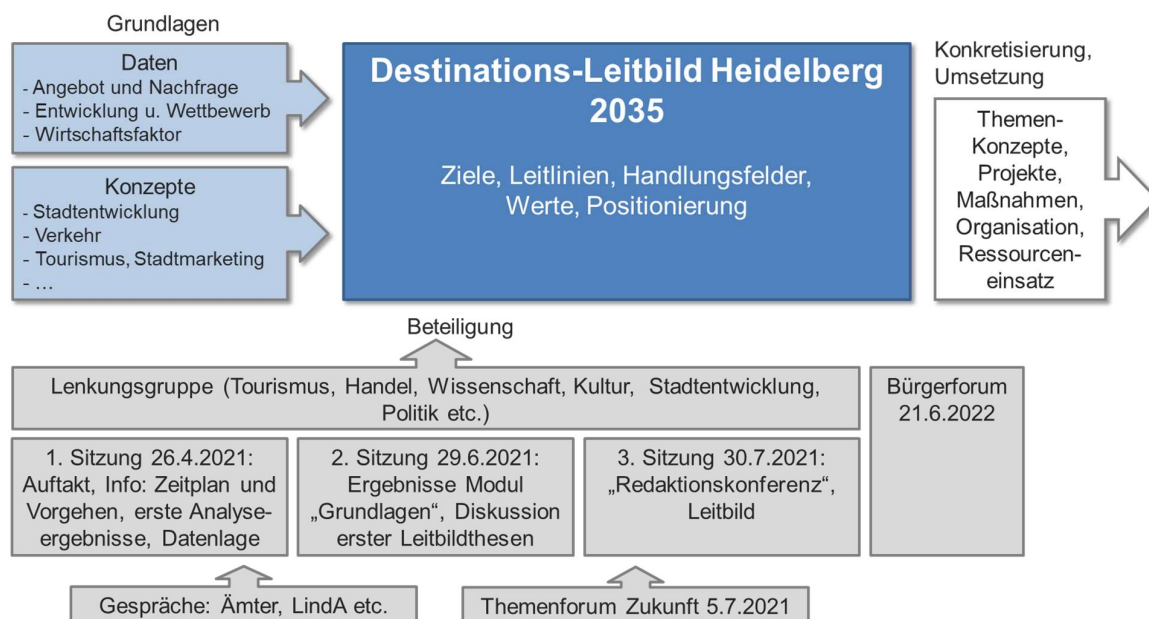 Grundlagen
Daten
- Angebot und Nachfrage
- Entwicklung u. Wettbewerb
- Wirtschaftsfaktor
Konzepte
- Stadtentwicklung
- Verkehr
- Tourismus, Stadtmarketing
- …
Destinations-Leitbild Heidelberg
2035
Ziele, Leitlinien, Handlungsfelder,
Werte, Positionierung
Konkretisierung,
Umsetzung
Themen-
Konzepte,
Projekte,
Maßnahmen,
Organisation,
Ressourcen-
einsatz
Beteiligung
Lenkungsgruppe (Tourismus, Handel, Wissenschaft, Kultur, Stadtentwicklung,
Politik etc.)
Bürgerforum
21.6.2022
1. Sitzung 26.4.2021:
Auftakt, Info: Zeitplan und
Vorgehen, erste Analyse-
ergebnisse, Datenlage
2. Sitzung 29.6.2021:
Ergebnisse Modul
„Grundlagen“, Diskussion
erster Leitbildthesen
3. Sitzung 30.7.2021:
„Redaktionskonferenz“,
Leitbild
Gespräche: Ämter, LindA etc.
Themenforum Zukunft 5.7.2021